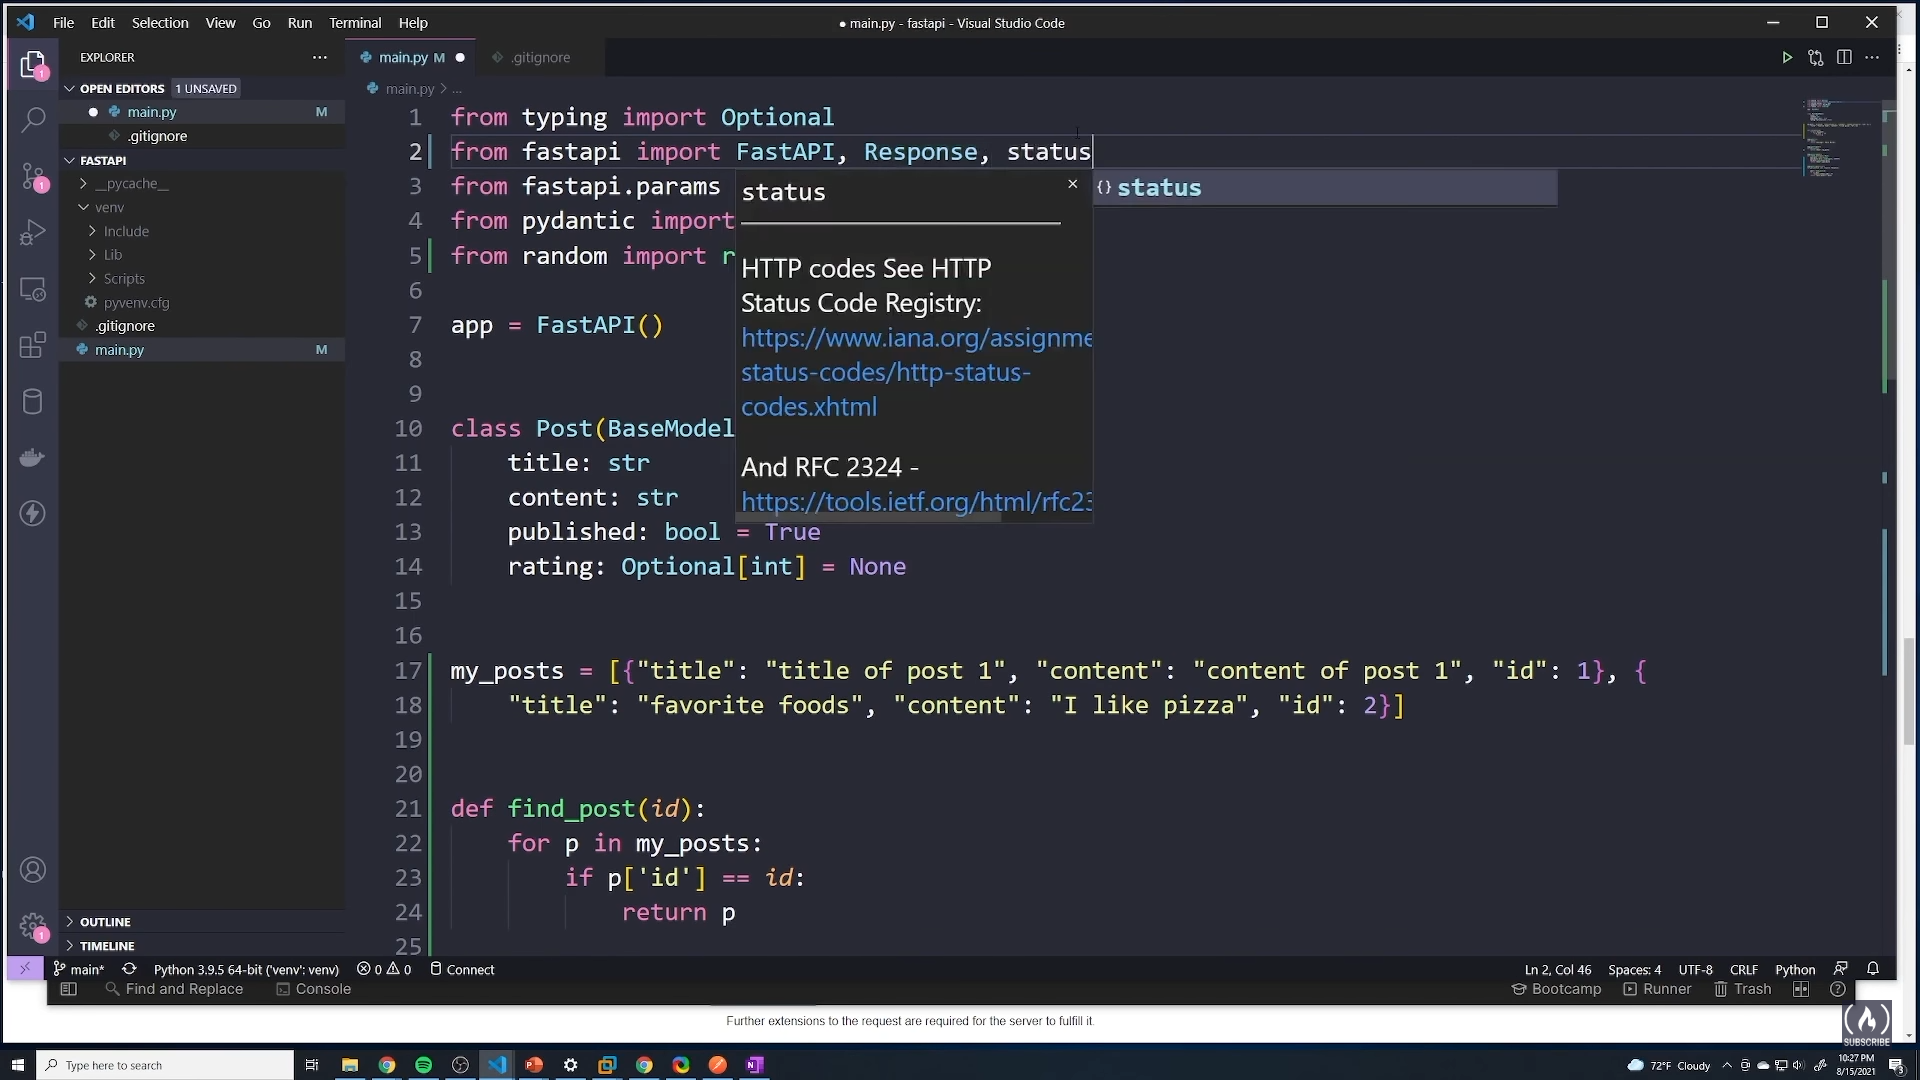 File Edit Selection View Go Run Terminal Help
● main.py - fastapi - Visual Studio Code
EXPLORER
main.py M
.gitignore
OPEN EDITORS 1 UNSAVED
main.py M
.gitignore
FASTAPI
__pycache__
venv
Include
Lib
Scripts
pyvenv.cfg
.gitignore
main.py M
OUTLINE
TIMELINE
main.py > ...
1 from typing import Optional
2 from fastapi import FastAPI, Response, status
3 from fastapi.params
4 from pydantic import
5 from random import r
6
7 app = FastAPI()
8
9
10 class Post(BaseModel
11 title: str
12 content: str
13 published: bool = True
14 rating: Optional[int] = None
15
16
17 my_posts = [{"title": "title of post 1", "content": "content of post 1", "id": 1}, {
18 "title": "favorite foods", "content": "I like pizza", "id": 2}]
19
20
21 def find_post(id):
22 for p in my_posts:
23 if p['id'] == id:
24 return p
25
status
HTTP codes See HTTP
Status Code Registry:
https://www.iana.org/assignme
status-codes/http-status-
codes.xhtml
And RFC 2324 -
https://tools.ietf.org/html/rfc23
{} status
main* Python 3.9.5 64-bit ('venv': venv) 0 0 Connect
Ln 2, Col 46 Spaces: 4 UTF-8 CRLF Python
Find and Replace Console
Bootcamp Runner Trash
Further extensions to the request are required for the server to fulfill it.
SUBSCRIBE
Type here to search
72°F Cloudy
10:27 PM
8/15/2021